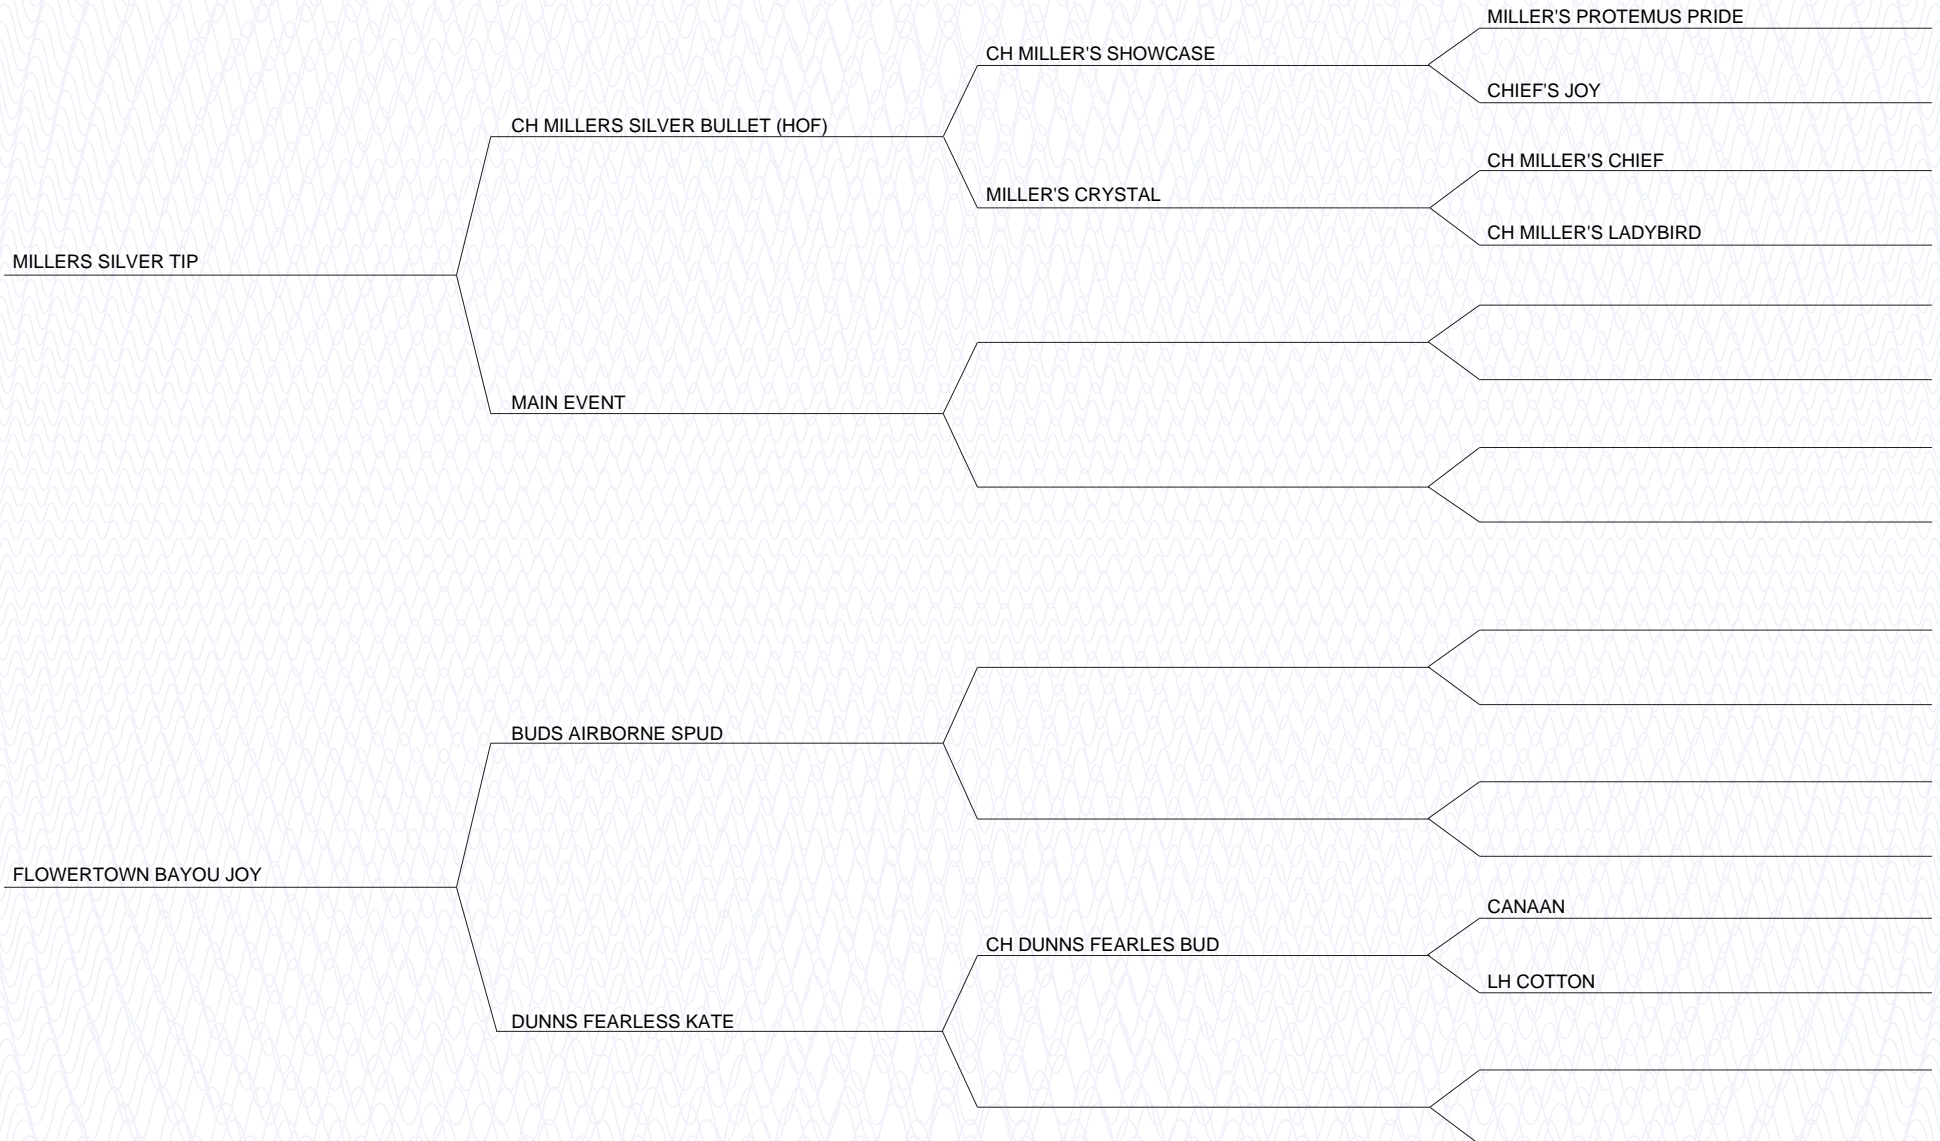 MILLER'S PROTEMUS PRIDE
CH MILLER'S SHOWCASE
CHIEF'S JOY
CH MILLERS SILVER BULLET (HOF)
CH MILLER'S CHIEF
MILLER'S CRYSTAL
CH MILLER'S LADYBIRD
MILLERS SILVER TIP
MAIN EVENT
BUDS AIRBORNE SPUD
FLOWERTOWN BAYOU JOY
CANAAN
CH DUNNS FEARLES BUD
LH COTTON
DUNNS FEARLESS KATE